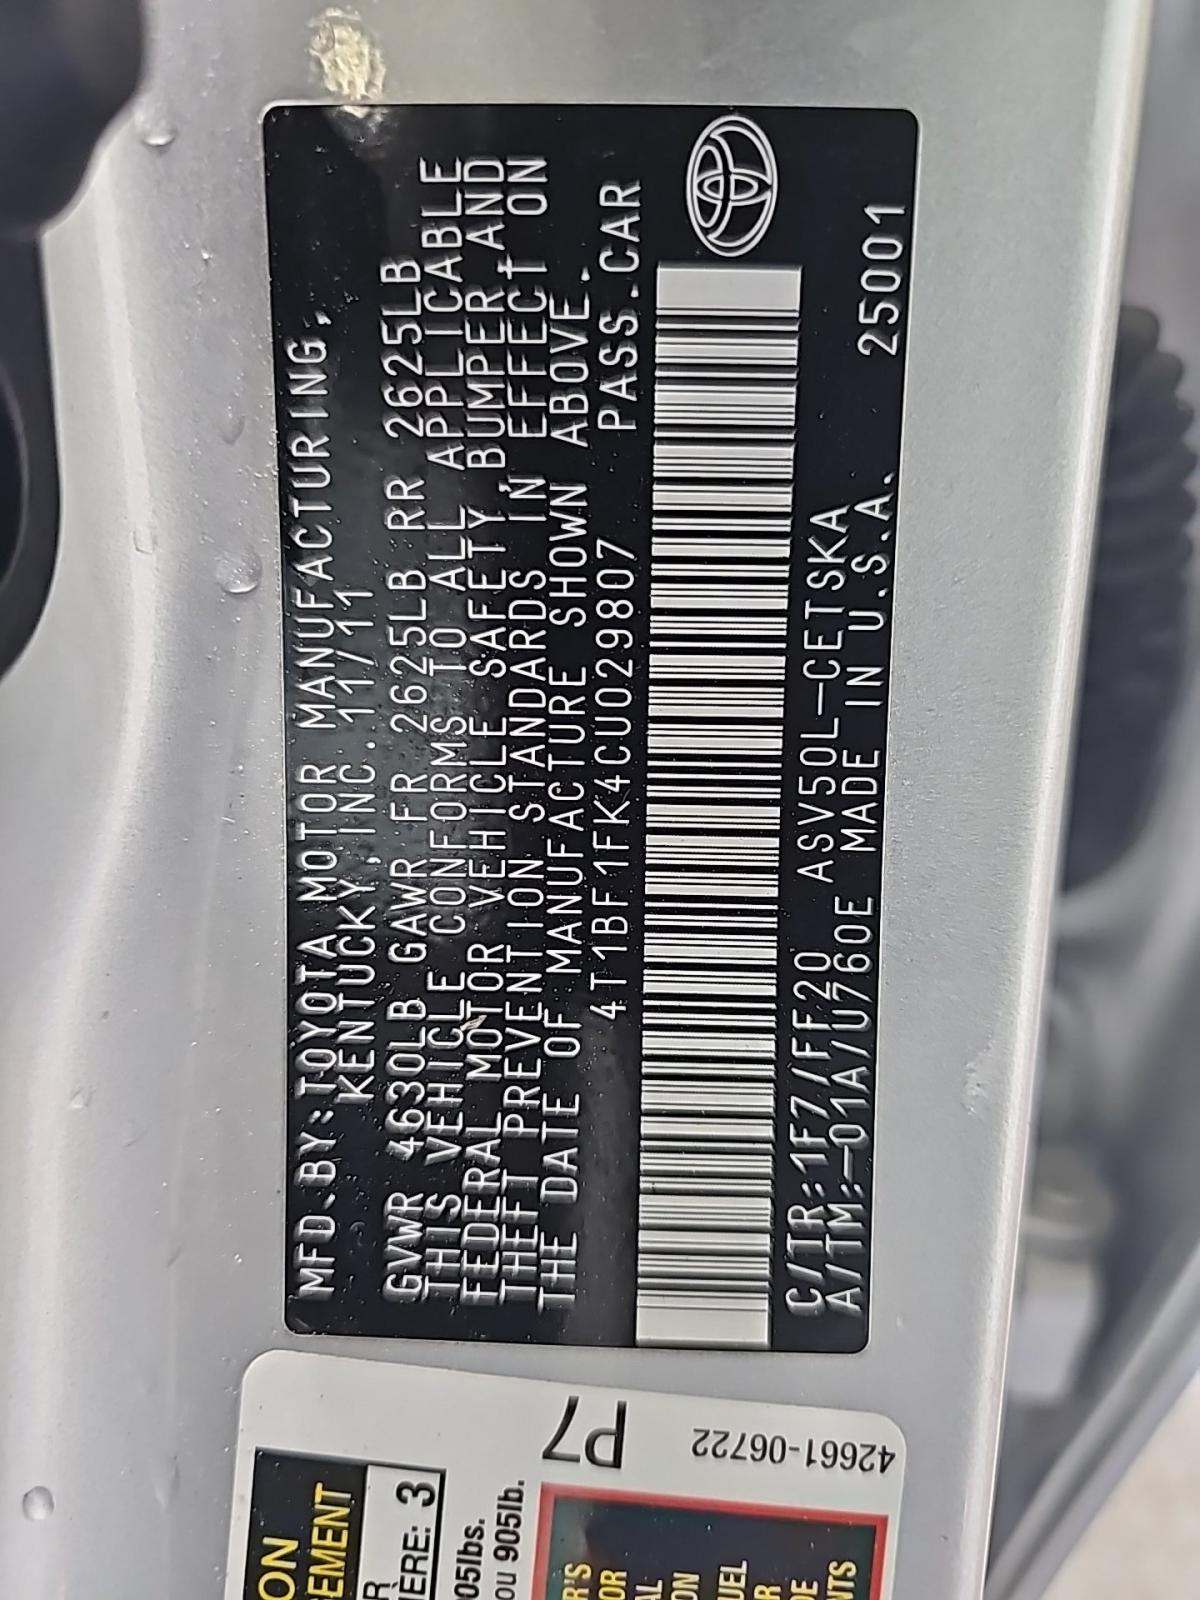 MFD.BY:TOYOTA MOTOR MANUFACTURING,
KENTUCKY,INC. 11/11
GVWR 4630LB GAWR FR 2625LB RR 2625LB
THIS VEHICLE CONFORMS TO ALL APPLICABLE
FEDERAL MOTOR VEHICLE SAFETY,BUMPER AND
THEFT PREVENTION STANDARDS IN EFFECT ON
THE DATE OF MANUFACTURE SHOWN ABOVE.
4T1BF1FK4CU029807 PASS.CAR
C/TR:1F7/FF20 ASV50L-CETSKA
A/TM:-01A/U760E MADE IN U.S.A. 25001
P7
42661-06722
ERE: 3
905lb.